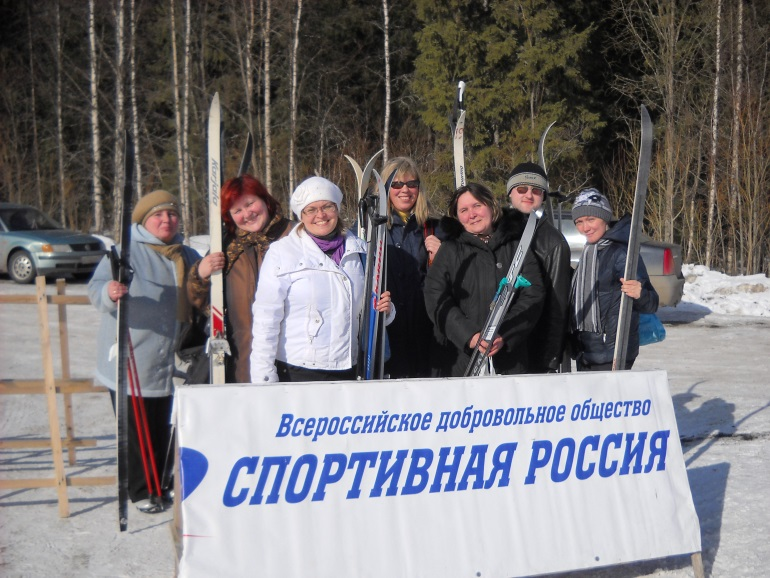 Всероссийское добровольное общество
СПОРТИВНАЯ РОССИЯ